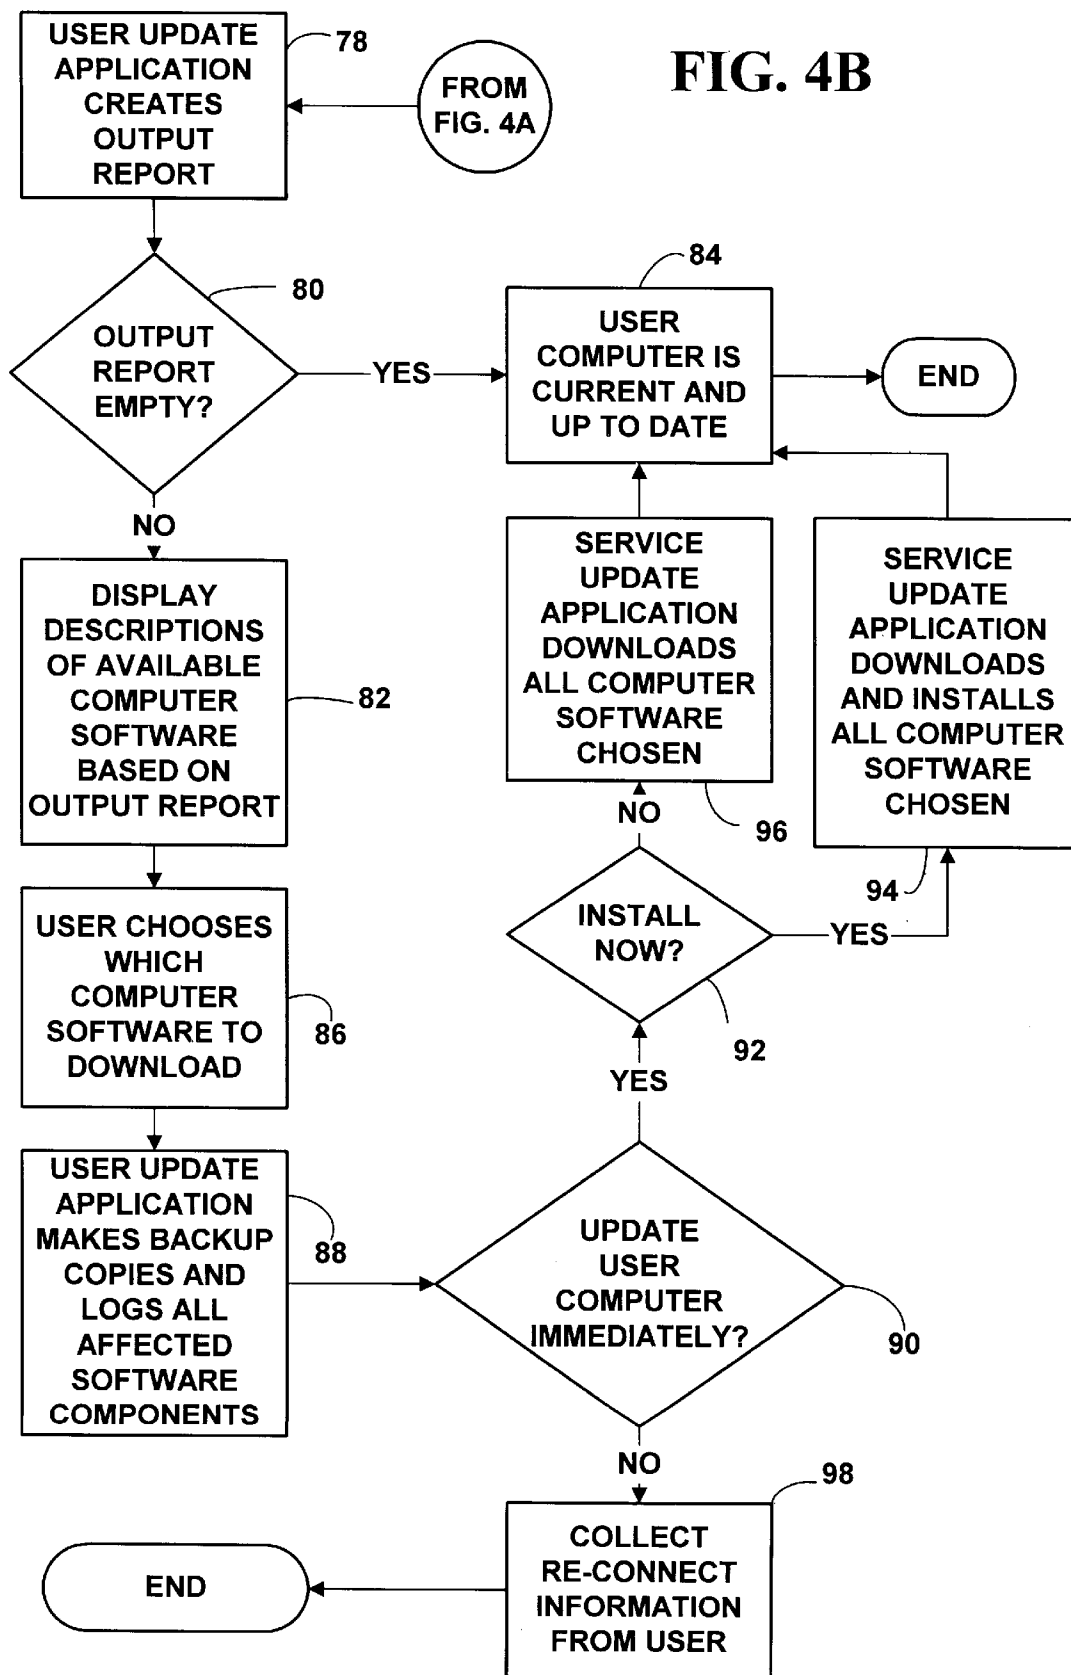 FIG. 4B
USER UPDATE
APPLICATION
CREATES
OUTPUT
REPORT
78
FROM
FIG. 4A
OUTPUT
REPORT
EMPTY?
80
YES
84
USER
COMPUTER IS
CURRENT AND
UP TO DATE
END
NO
DISPLAY
DESCRIPTIONS
OF AVAILABLE
COMPUTER
SOFTWARE
BASED ON
OUTPUT REPORT
82
USER CHOOSES
WHICH
COMPUTER
SOFTWARE TO
DOWNLOAD
86
USER UPDATE
APPLICATION
MAKES BACKUP
COPIES AND
LOGS ALL
AFFECTED
SOFTWARE
COMPONENTS
88
UPDATE
USER
COMPUTER
IMMEDIATELY?
90
YES
INSTALL
NOW?
92
NO
SERVICE
UPDATE
APPLICATION
DOWNLOADS
ALL COMPUTER
SOFTWARE
CHOSEN
96
YES
SERVICE
UPDATE
APPLICATION
DOWNLOADS
AND INSTALLS
ALL COMPUTER
SOFTWARE
CHOSEN
94
NO
98
COLLECT
RE-CONNECT
INFORMATION
FROM USER
END